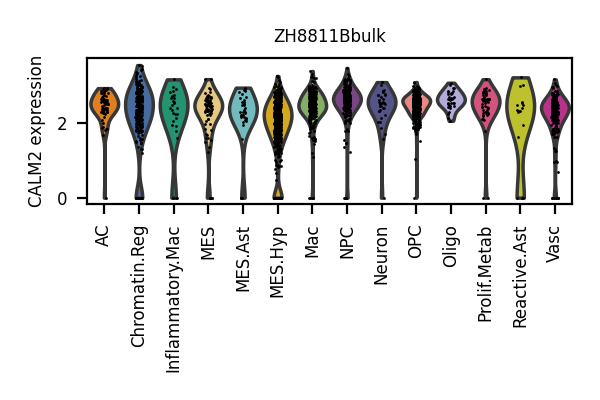 ZH8811Bbulk
CALM2 expression
2
0
AC
Chromatin.Reg
Inflammatory.Mac
MES
MES.Ast
MES.Hyp
Mac
NPC
Neuron
OPC
Oligo
Prolif.Metab
Reactive.Ast
Vasc